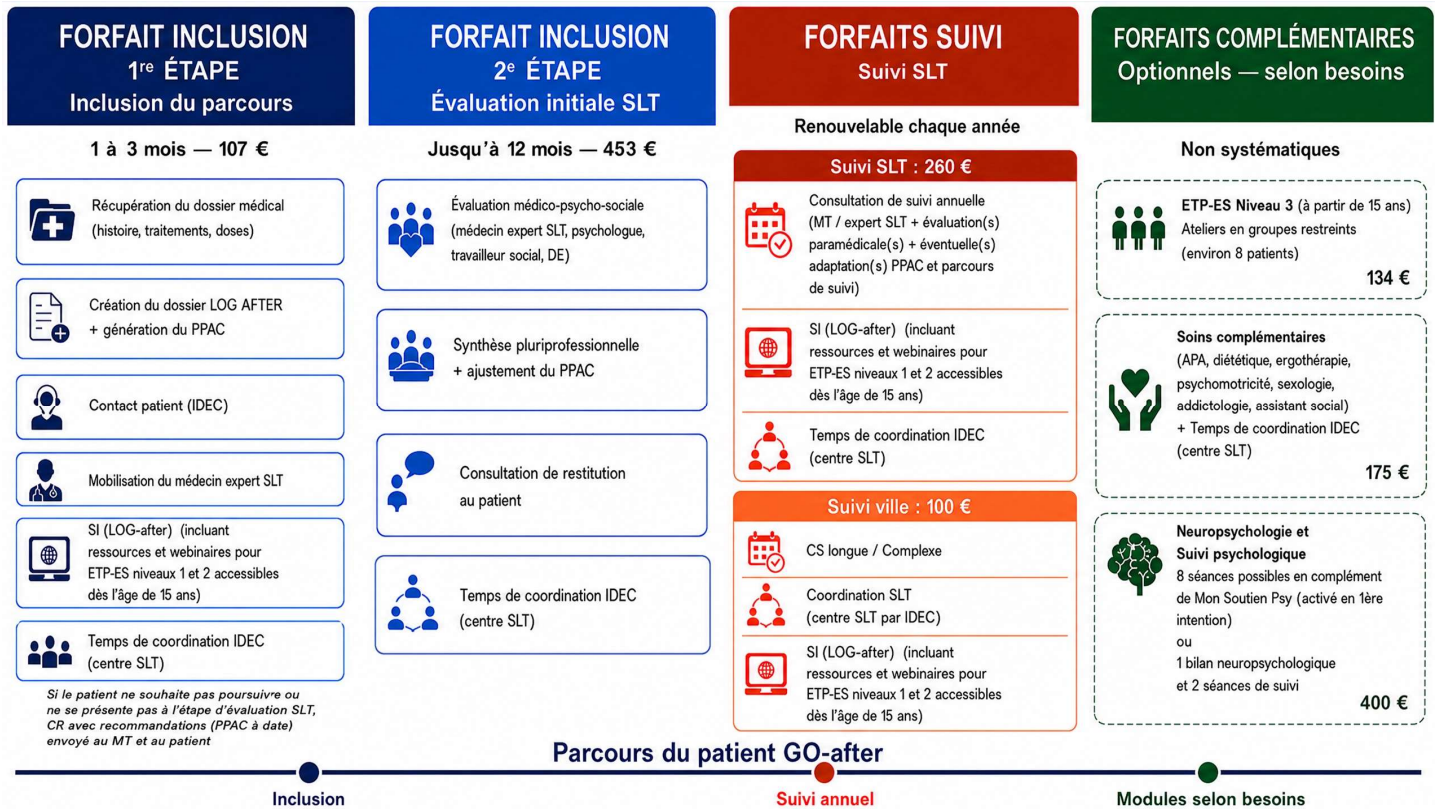 FORFAIT INCLUSION
1re ÉTAPE
Inclusion du parcours
1 à 3 mois — 107 €
Récupération du dossier médical
(histoire, traitements, doses)
Création du dossier LOG AFTER
+ génération du PPAC
Contact patient (IDEC)
Mobilisation du médecin expert SLT
SI (LOG-after) (incluant
ressources et webinaires pour
ETP-ES niveaux 1 et 2 accessibles
dès l'âge de 15 ans)
Temps de coordination IDEC
(centre SLT)
Si le patient ne souhaite pas poursuivre ou
ne se présente pas à l'étape d'évaluation SLT,
CR avec recommandations (PPAC à date)
envoyé au MT et au patient
FORFAIT INCLUSION
2e ÉTAPE
Évaluation initiale SLT
Jusqu'à 12 mois — 453 €
Évaluation médico-psycho-sociale
(médecin expert SLT, psychologue,
travailleur social, DE)
Synthèse pluriprofessionnelle
+ ajustement du PPAC
Consultation de restitution
au patient
Temps de coordination IDEC
(centre SLT)
FORFAITS SUIVI
Suivi SLT
Renouvelable chaque année
Suivi SLT : 260 €
Consultation de suivi annuelle
(MT / expert SLT + évaluation(s)
paramédicale(s) + éventuelle(s)
adaptation(s) PPAC et parcours
de suivi)
SI (LOG-after) (incluant
ressources et webinaires pour
ETP-ES niveaux 1 et 2 accessibles
dès l'âge de 15 ans)
Temps de coordination IDEC
(centre SLT)
Suivi ville : 100 €
CS longue / Complexe
Coordination SLT
(centre SLT par IDEC)
SI (LOG-after) (incluant
ressources et webinaires pour
ETP-ES niveaux 1 et 2 accessibles
dès l'âge de 15 ans)
FORFAITS COMPLÉMENTAIRES
Optionnels — selon besoins
Non systématiques
ETP-ES Niveau 3 (à partir de 15 ans)
Ateliers en groupes restreints
(environ 8 patients)
134 €
Soins complémentaires
(APA, diététique, ergothérapie,
psychomotricité, sexologie,
addictologie, assistant social)
+ Temps de coordination IDEC
(centre SLT)
175 €
Neuropsychologie et
Suivi psychologique
8 séances possibles en complément
de Mon Soutien Psy (activé en 1ère
intention)
ou
1 bilan neuropsychologique
et 2 séances de suivi
400 €
Parcours du patient GO-after
Inclusion
Suivi annuel
Modules selon besoins